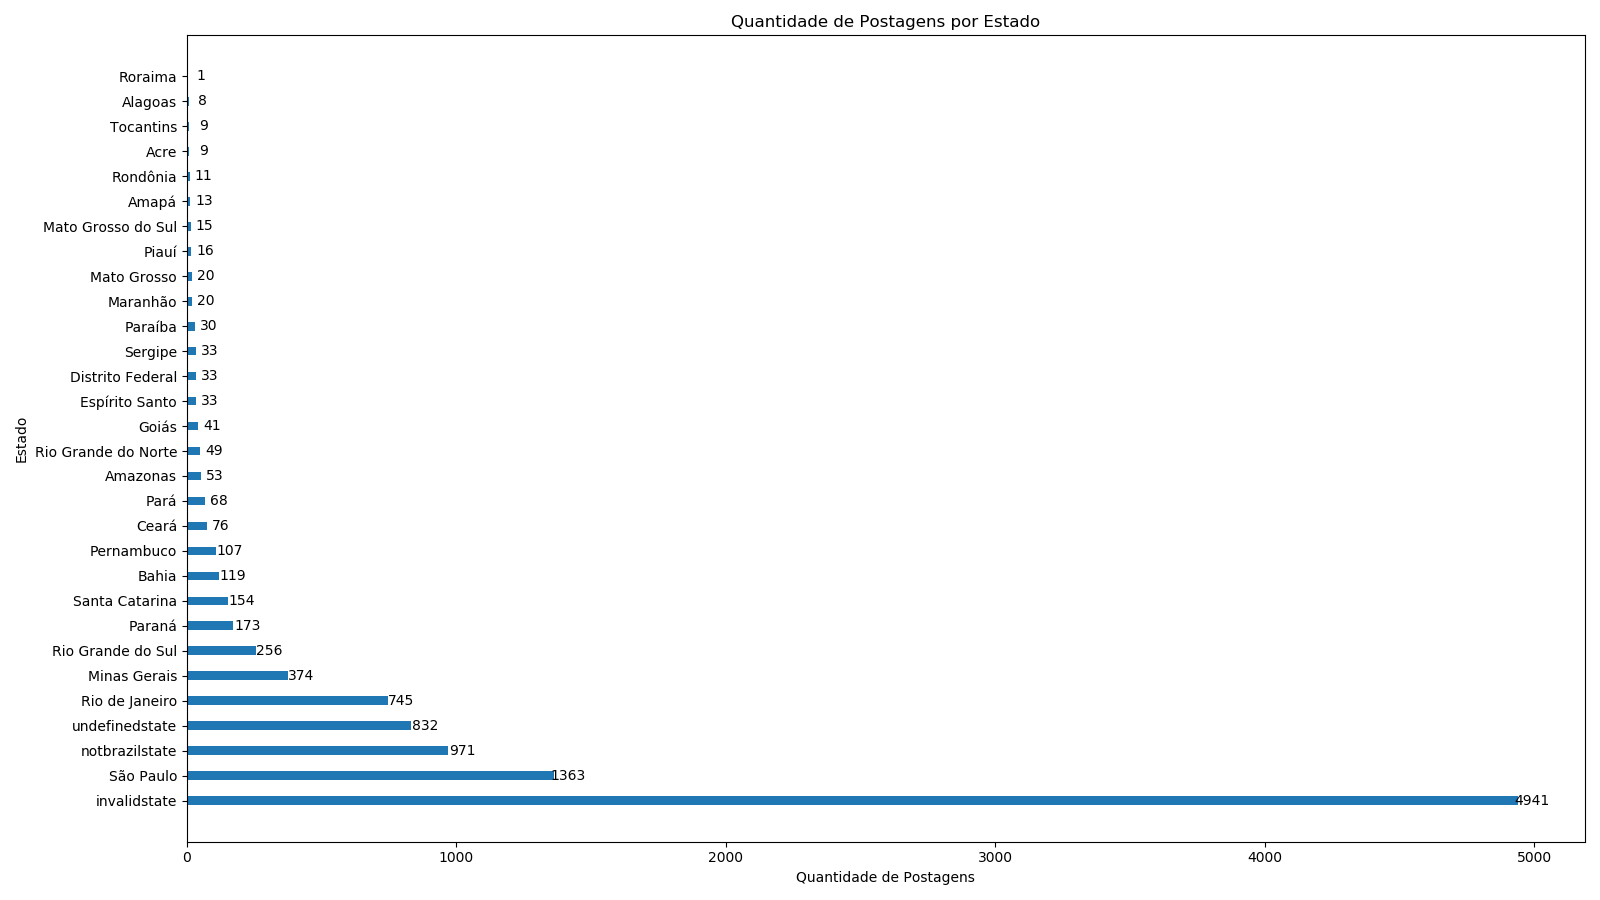 Quantidade de Postagens por Estado
Roraima 1
Alagoas 8
Tocantins 9
Acre 9
Rondônia 11
Amapá 13
Mato Grosso do Sul 15
Piauí 16
Mato Grosso 20
Maranhão 20
Paraíba 30
Sergipe 33
Distrito Federal 33
Espírito Santo 33
Goiás 41
Rio Grande do Norte 49
Amazonas 53
Pará 68
Ceará 76
Pernambuco 107
Bahia 119
Santa Catarina 154
Paraná 173
Rio Grande do Sul 256
Minas Gerais 374
Rio de Janeiro 745
undefinedstate 832
notbrazilstate 971
São Paulo 1363
invalidstate 4941
Estado
0 1000 2000 3000 4000 5000
Quantidade de Postagens